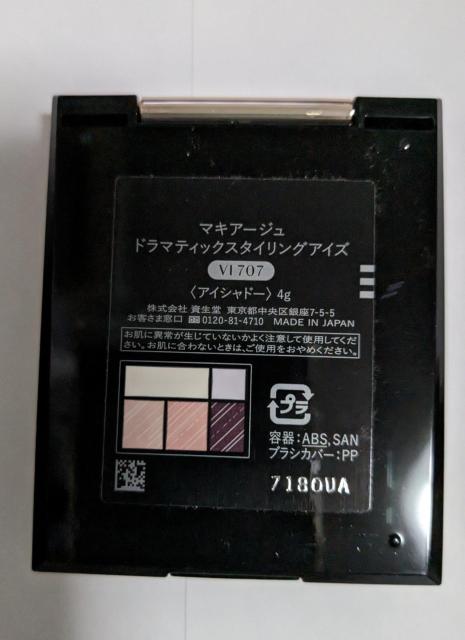 マキアージュ
ドラマティックスタイリングアイズ
VI 707
〈アイシャドー〉 4g
株式会社 資生堂 東京都中央区銀座7-5-5
お客さま窓口 0120-81-4710 MADE IN JAPAN
お肌に異常が生じていないかよく注意して使用してくだ
さい。お肌に合わないときは、ご使用をおやめください。
プラ
容器:ABS,SAN
ブラシカバー:PP
7180UA